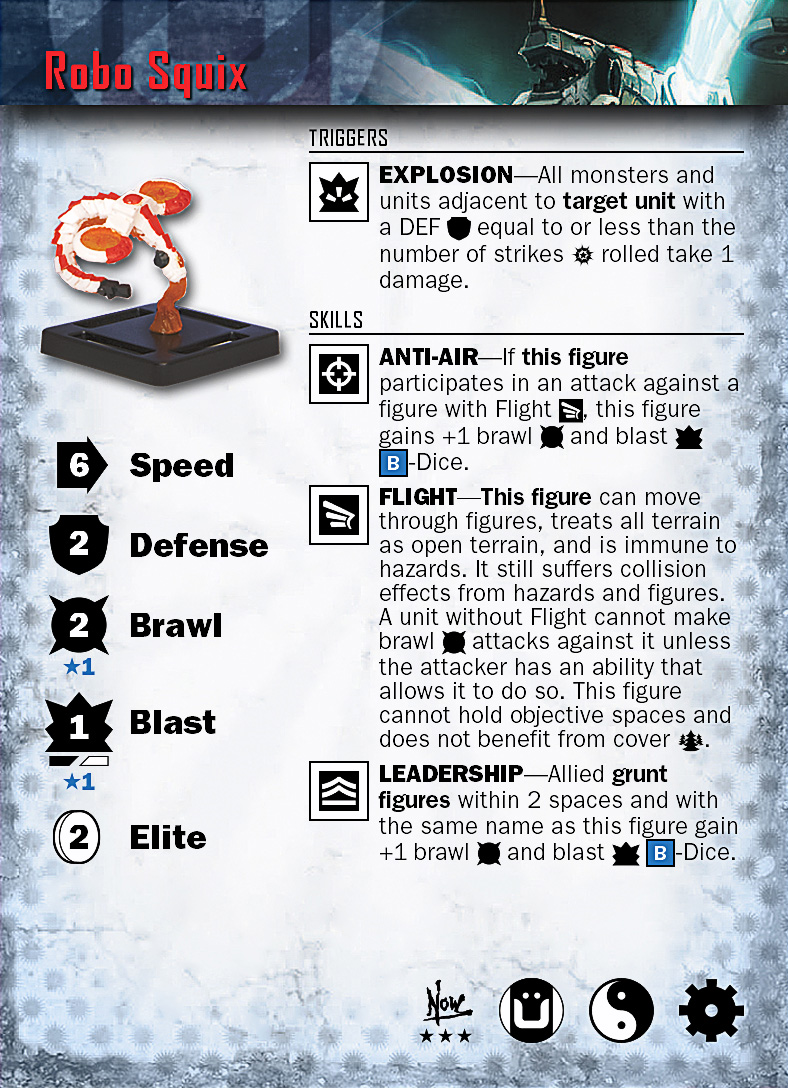 Robo Squix
TRIGGERS
EXPLOSION—All monsters and
units adjacent to target unit with
a DEF equal to or less than the
number of strikes rolled take 1
damage.
SKILLS
ANTI-AIR—If this figure
participates in an attack against a
figure with Flight , this figure
gains +1 brawl and blast
B-Dice.
FLIGHT—This figure can move
through figures, treats all terrain
as open terrain, and is immune to
hazards. It still suffers collision
effects from hazards and figures.
A unit without Flight cannot make
brawl attacks against it unless
the attacker has an ability that
allows it to do so. This figure
cannot hold objective spaces and
does not benefit from cover .
LEADERSHIP—Allied grunt
figures within 2 spaces and with
the same name as this figure gain
+1 brawl and blast B-Dice.
6 Speed
2 Defense
2 Brawl
★1
1 Blast
★1
2 Elite
Now
★★★